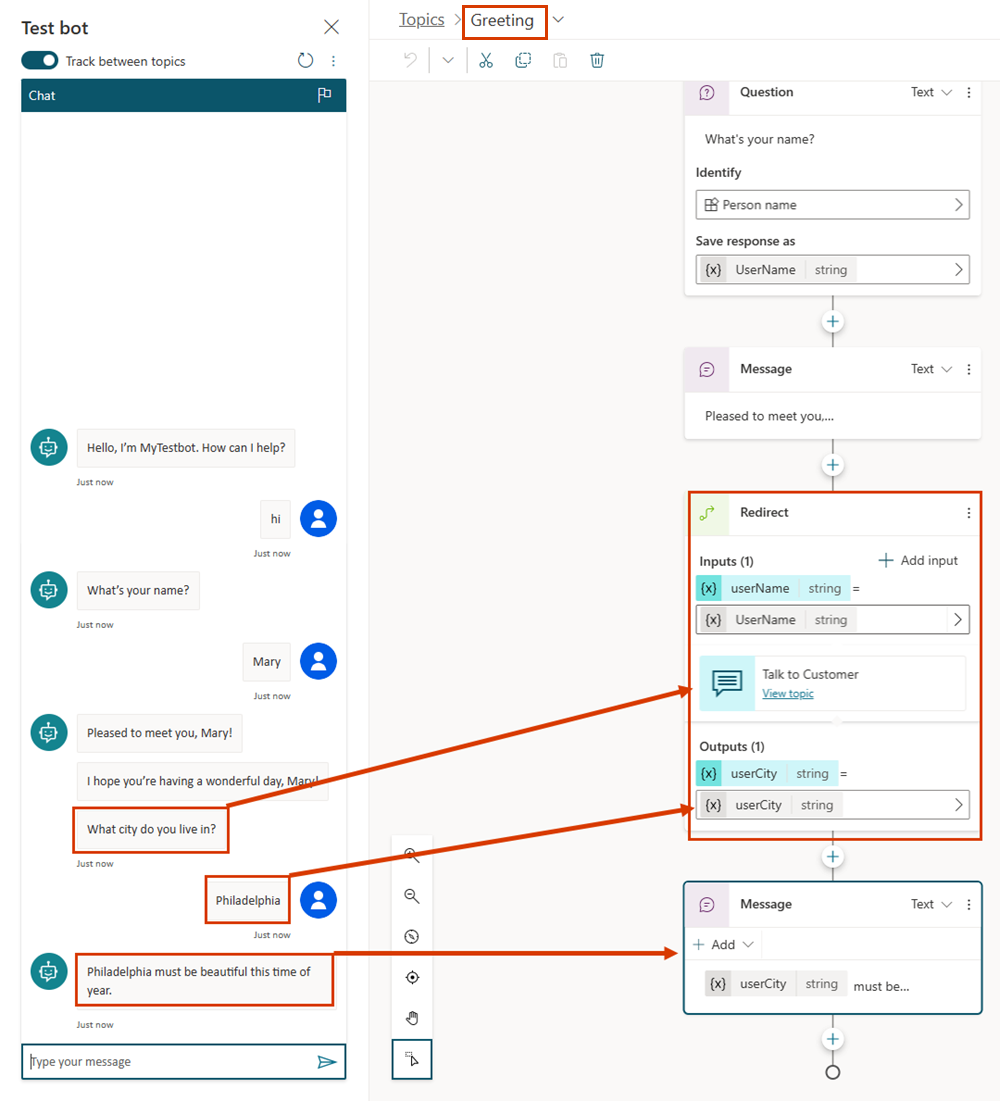 Test bot
Track between topics
Chat
Hello, I'm MyTestbot. How can I help?
Just now
hi
Just now
What's your name?
Just now
Mary
Just now
Pleased to meet you, Mary!
I hope you're having a wonderful day, Mary!
What city do you live in?
Just now
Philadelphia
Just now
Philadelphia must be beautiful this time of
year.
Just now
Type your message
Topics > Greeting
Question Text
What's your name?
Identify
Person name
Save response as
{x} UserName string
Message Text
Pleased to meet you,...
Redirect
Inputs (1) + Add input
{x} userName string =
{x} UserName string
Talk to Customer
View topic
Outputs (1)
{x} userCity string =
{x} userCity string
Message Text
+ Add
{x} userCity string must be...